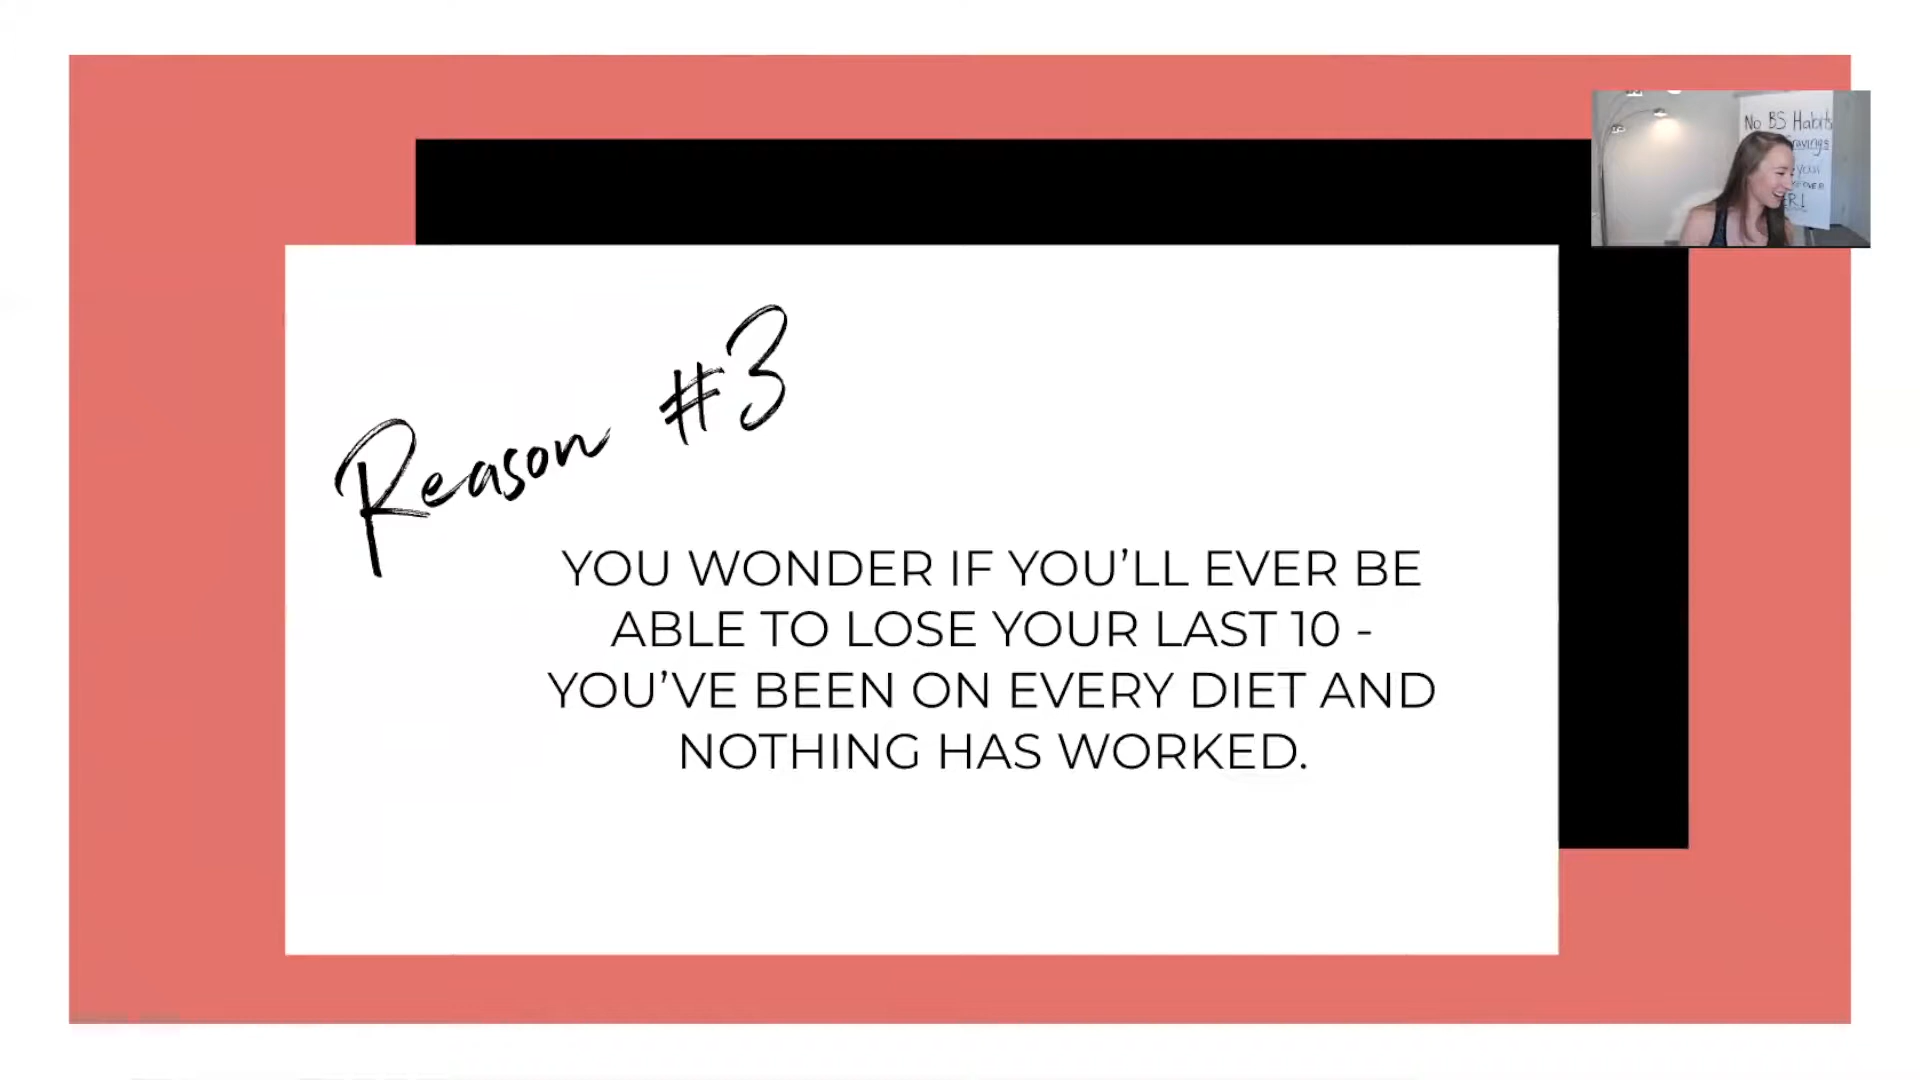 No BS Habits
Reason #3
YOU WONDER IF YOU’LL EVER BE
ABLE TO LOSE YOUR LAST 10 -
YOU’VE BEEN ON EVERY DIET AND
NOTHING HAS WORKED.